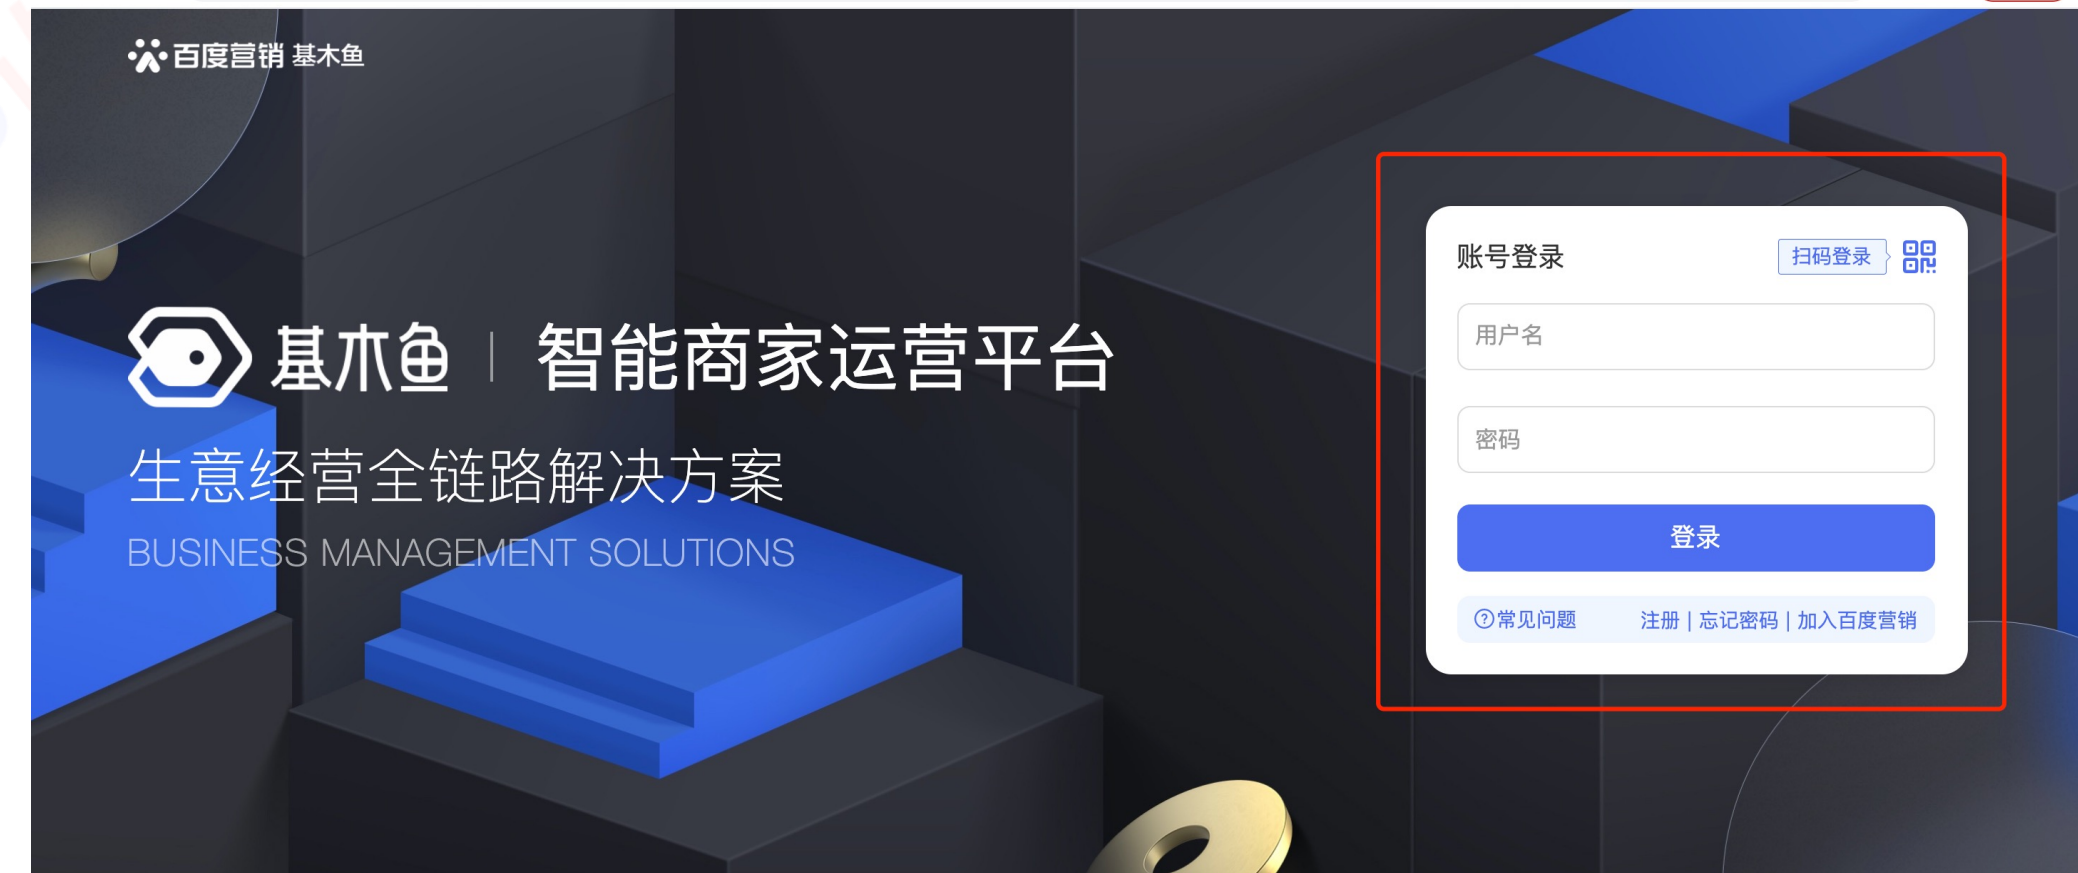 百度营销 基木鱼
基木鱼 | 智能商家运营平台
生意经营全链路解决方案
BUSINESS MANAGEMENT SOLUTIONS
账号登录 扫码登录
用户名
密码
登录
常见问题 注册 | 忘记密码 | 加入百度营销